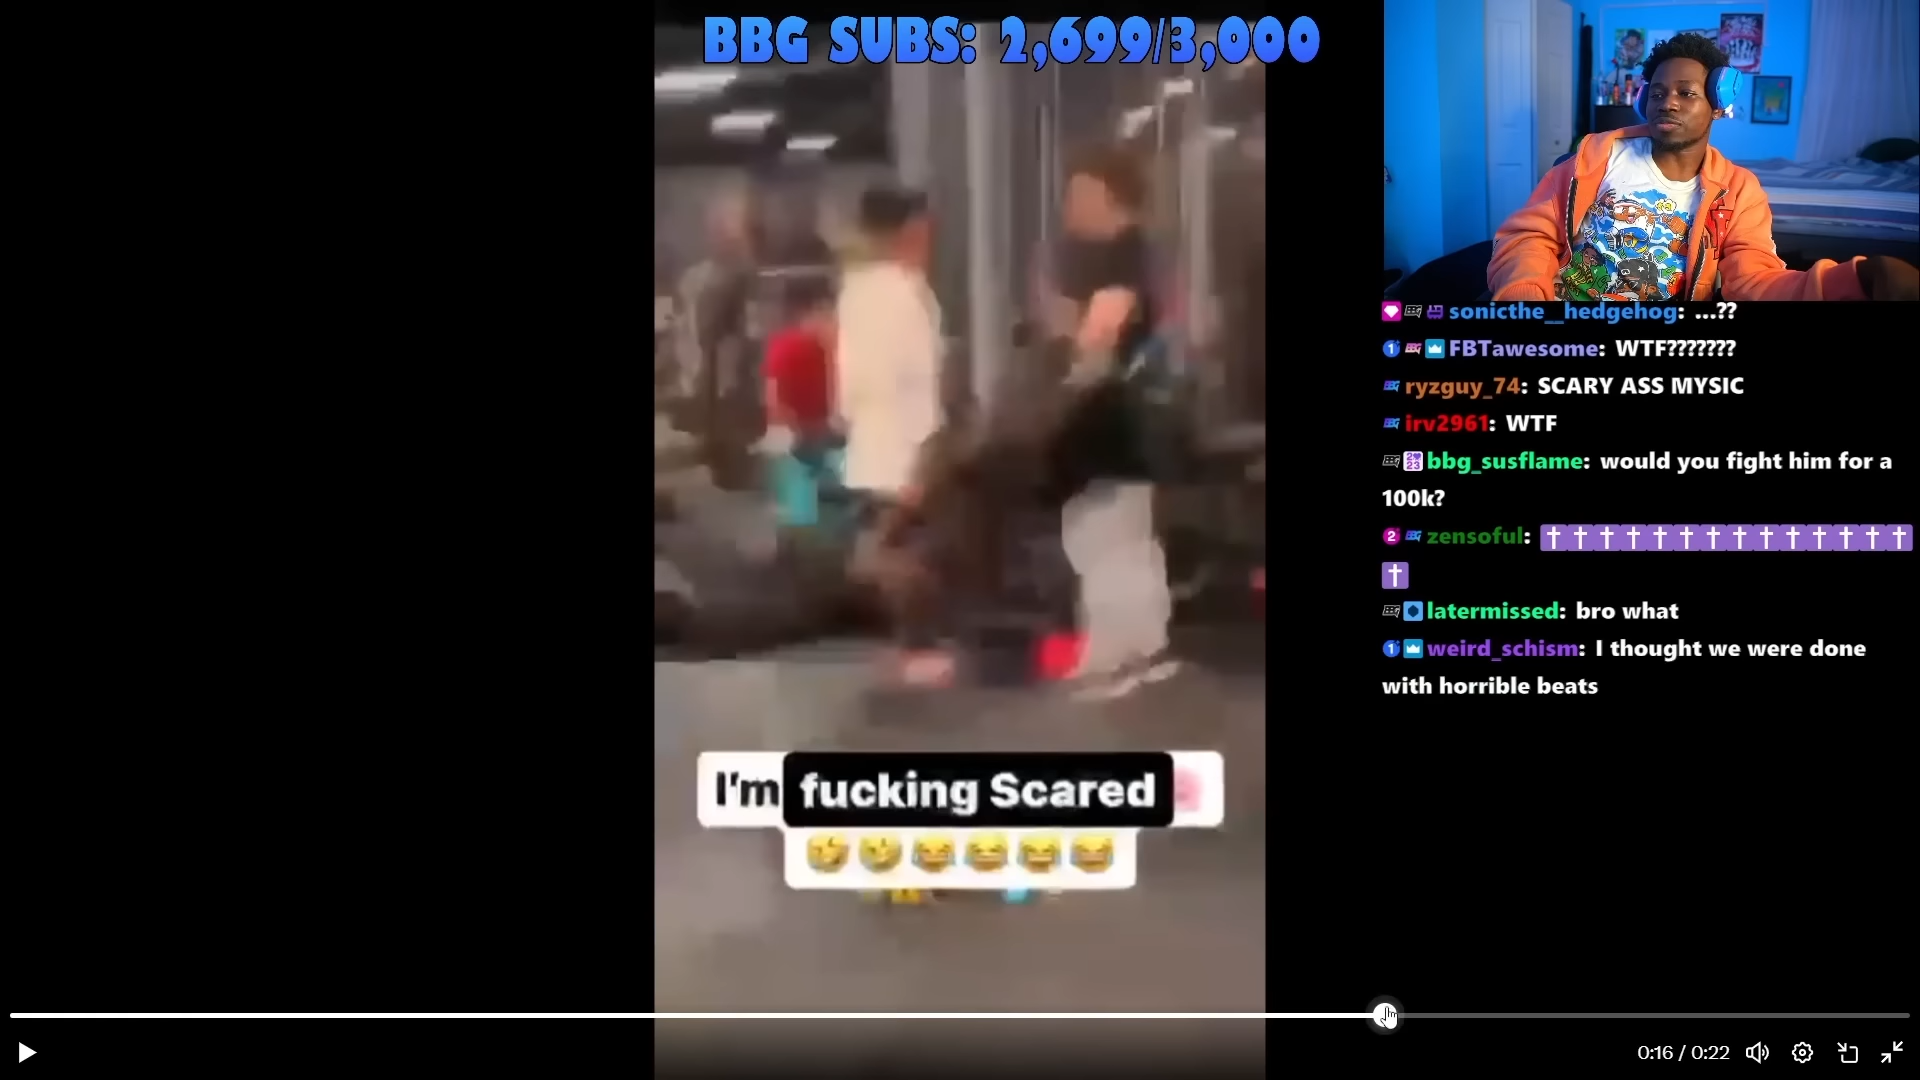 BBG SUBS: 2,699/3,000
sonicthe__hedgehog: ...??
FBTawesome: WTF???????
ryzguy_74: SCARY ASS MYSIC
irv2961: WTF
bbg_susflame: would you fight him for a
100k?
zensoful:
latermissed: bro what
weird_schism: I thought we were done
with horrible beats
I'm fucking Scared
0:16 / 0:22